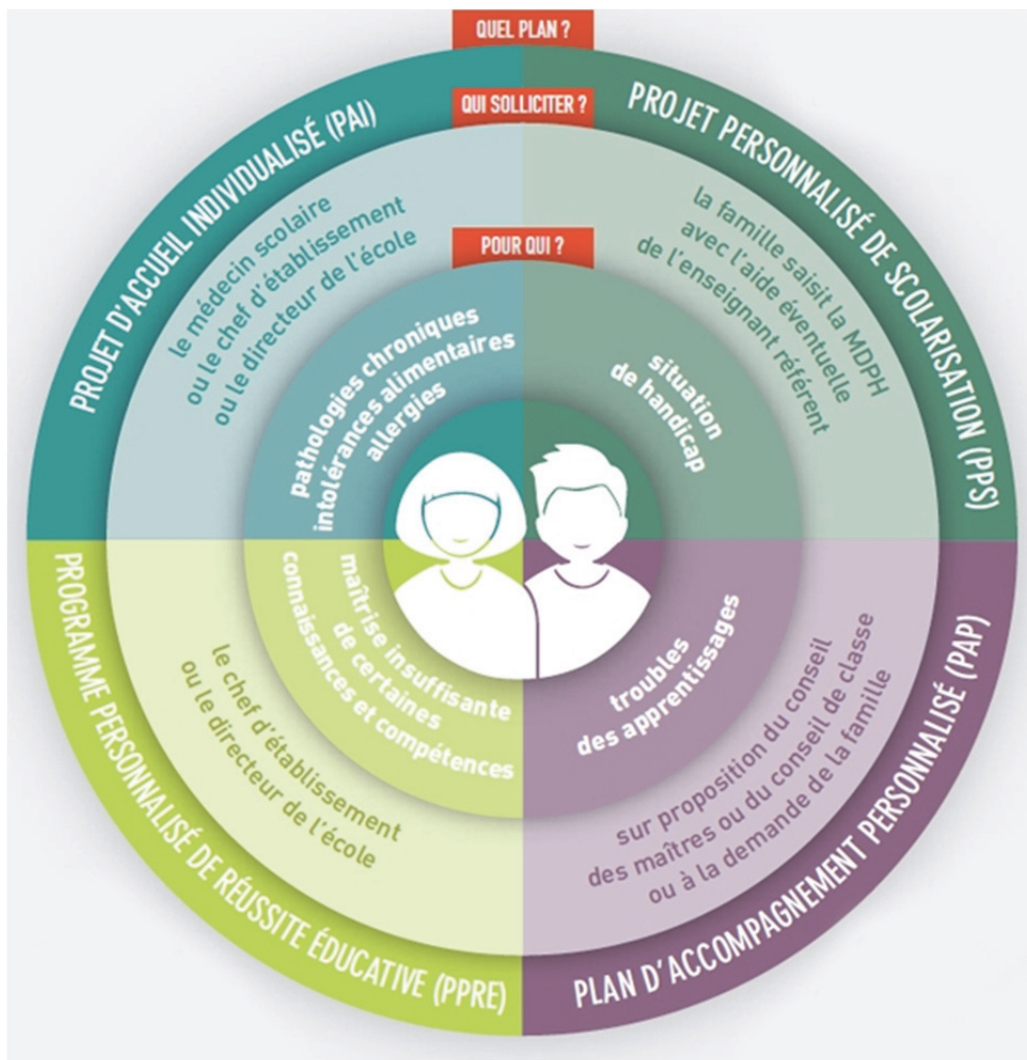 QUEL PLAN ?
QUI SOLLICITER ?
POUR QUI ?
PROJET D'ACCUEIL INDIVIDUALISÉ (PAI)
le médecin scolaire
ou le chef d'établissement
ou le directeur de l'école
pathologies chroniques
intolérances alimentaires
allergies
PROJET PERSONNALISÉ DE SCOLARISATION (PPS)
la famille saisit la MDPH
avec l'aide éventuelle
de l'enseignant référent
situation
de handicap
PROGRAMME PERSONNALISÉ DE RÉUSSITE ÉDUCATIVE (PPRE)
le chef d'établissement
ou le directeur de l'école
maîtrise insuffisante
de certaines
connaissances et compétences
PLAN D'ACCOMPAGNEMENT PERSONNALISÉ (PAP)
sur proposition du conseil
des maîtres ou du conseil de classe
ou à la demande de la famille
troubles
des apprentissages